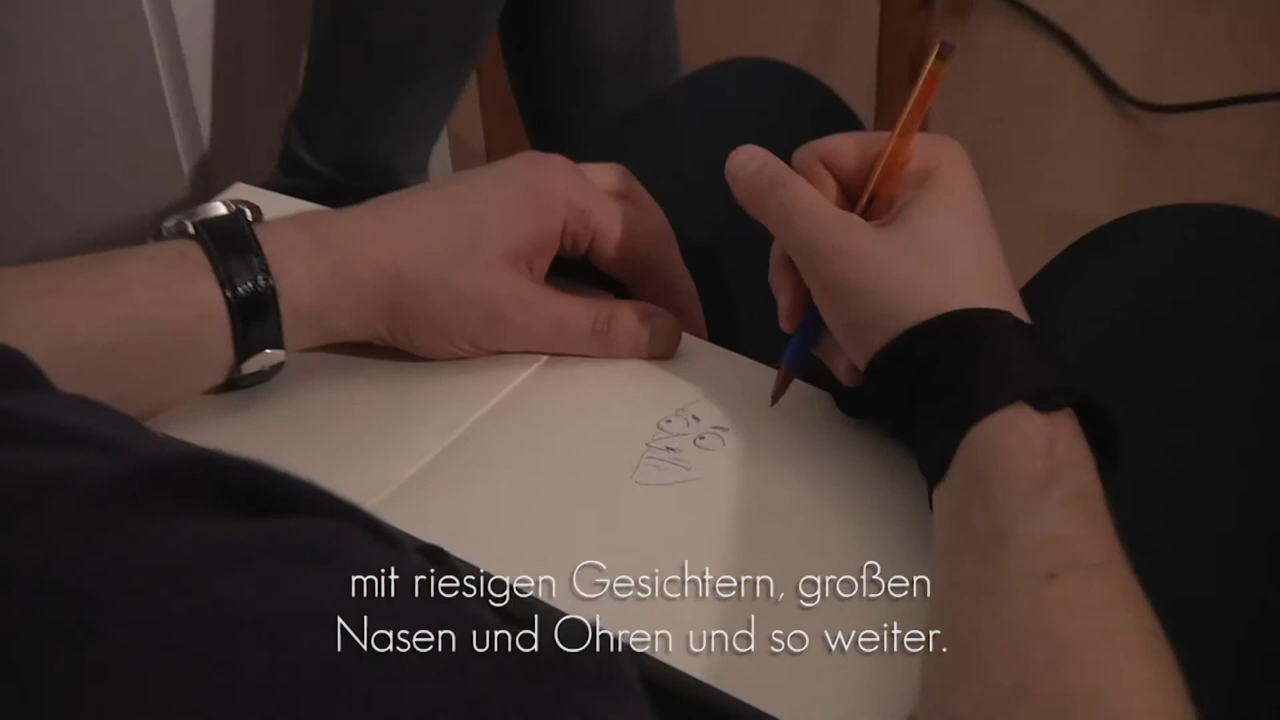 mit riesigen Gesichtern, großen
Nasen und Ohren und so weiter.